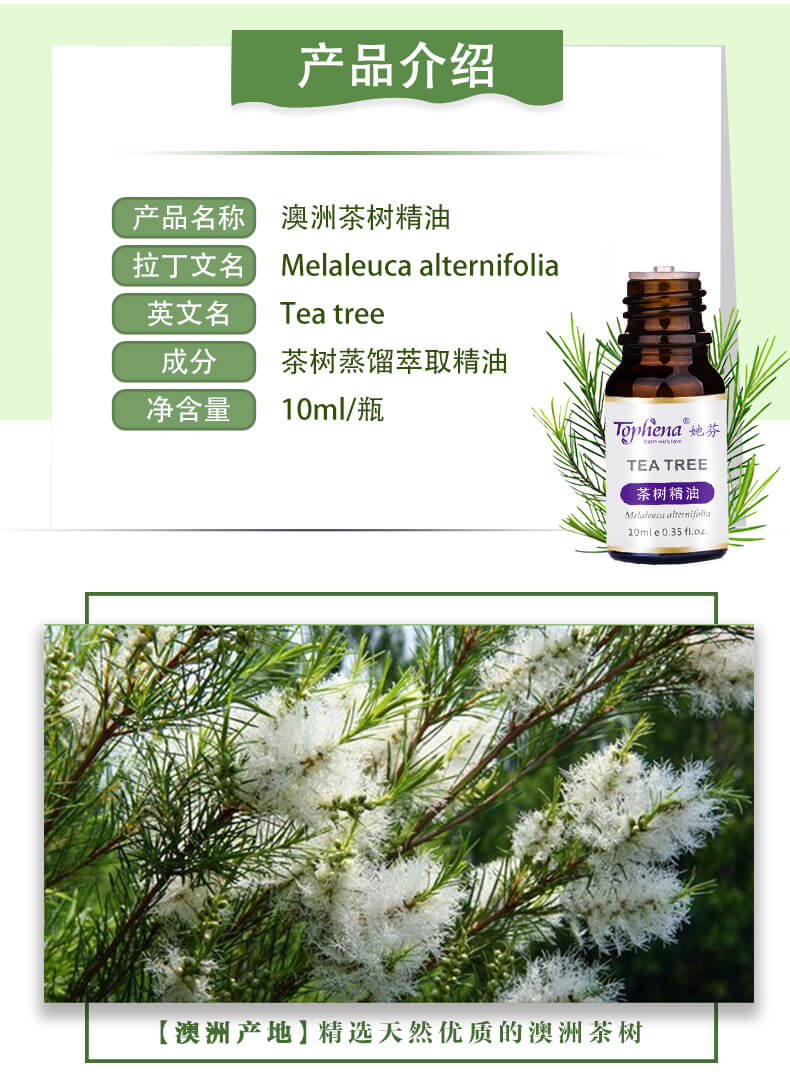 产品介绍
产品名称 澳洲茶树精油
拉丁文名 Melaleuca alternifolia
英文名 Tea tree
成分 茶树蒸馏萃取精油
净含量 10ml/瓶
Tophena® 她芬
TEA TREE
茶树精油
Melaleuca alternifolia
10ml e 0.35 fl.oz.
【澳洲产地】精选天然优质的澳洲茶树